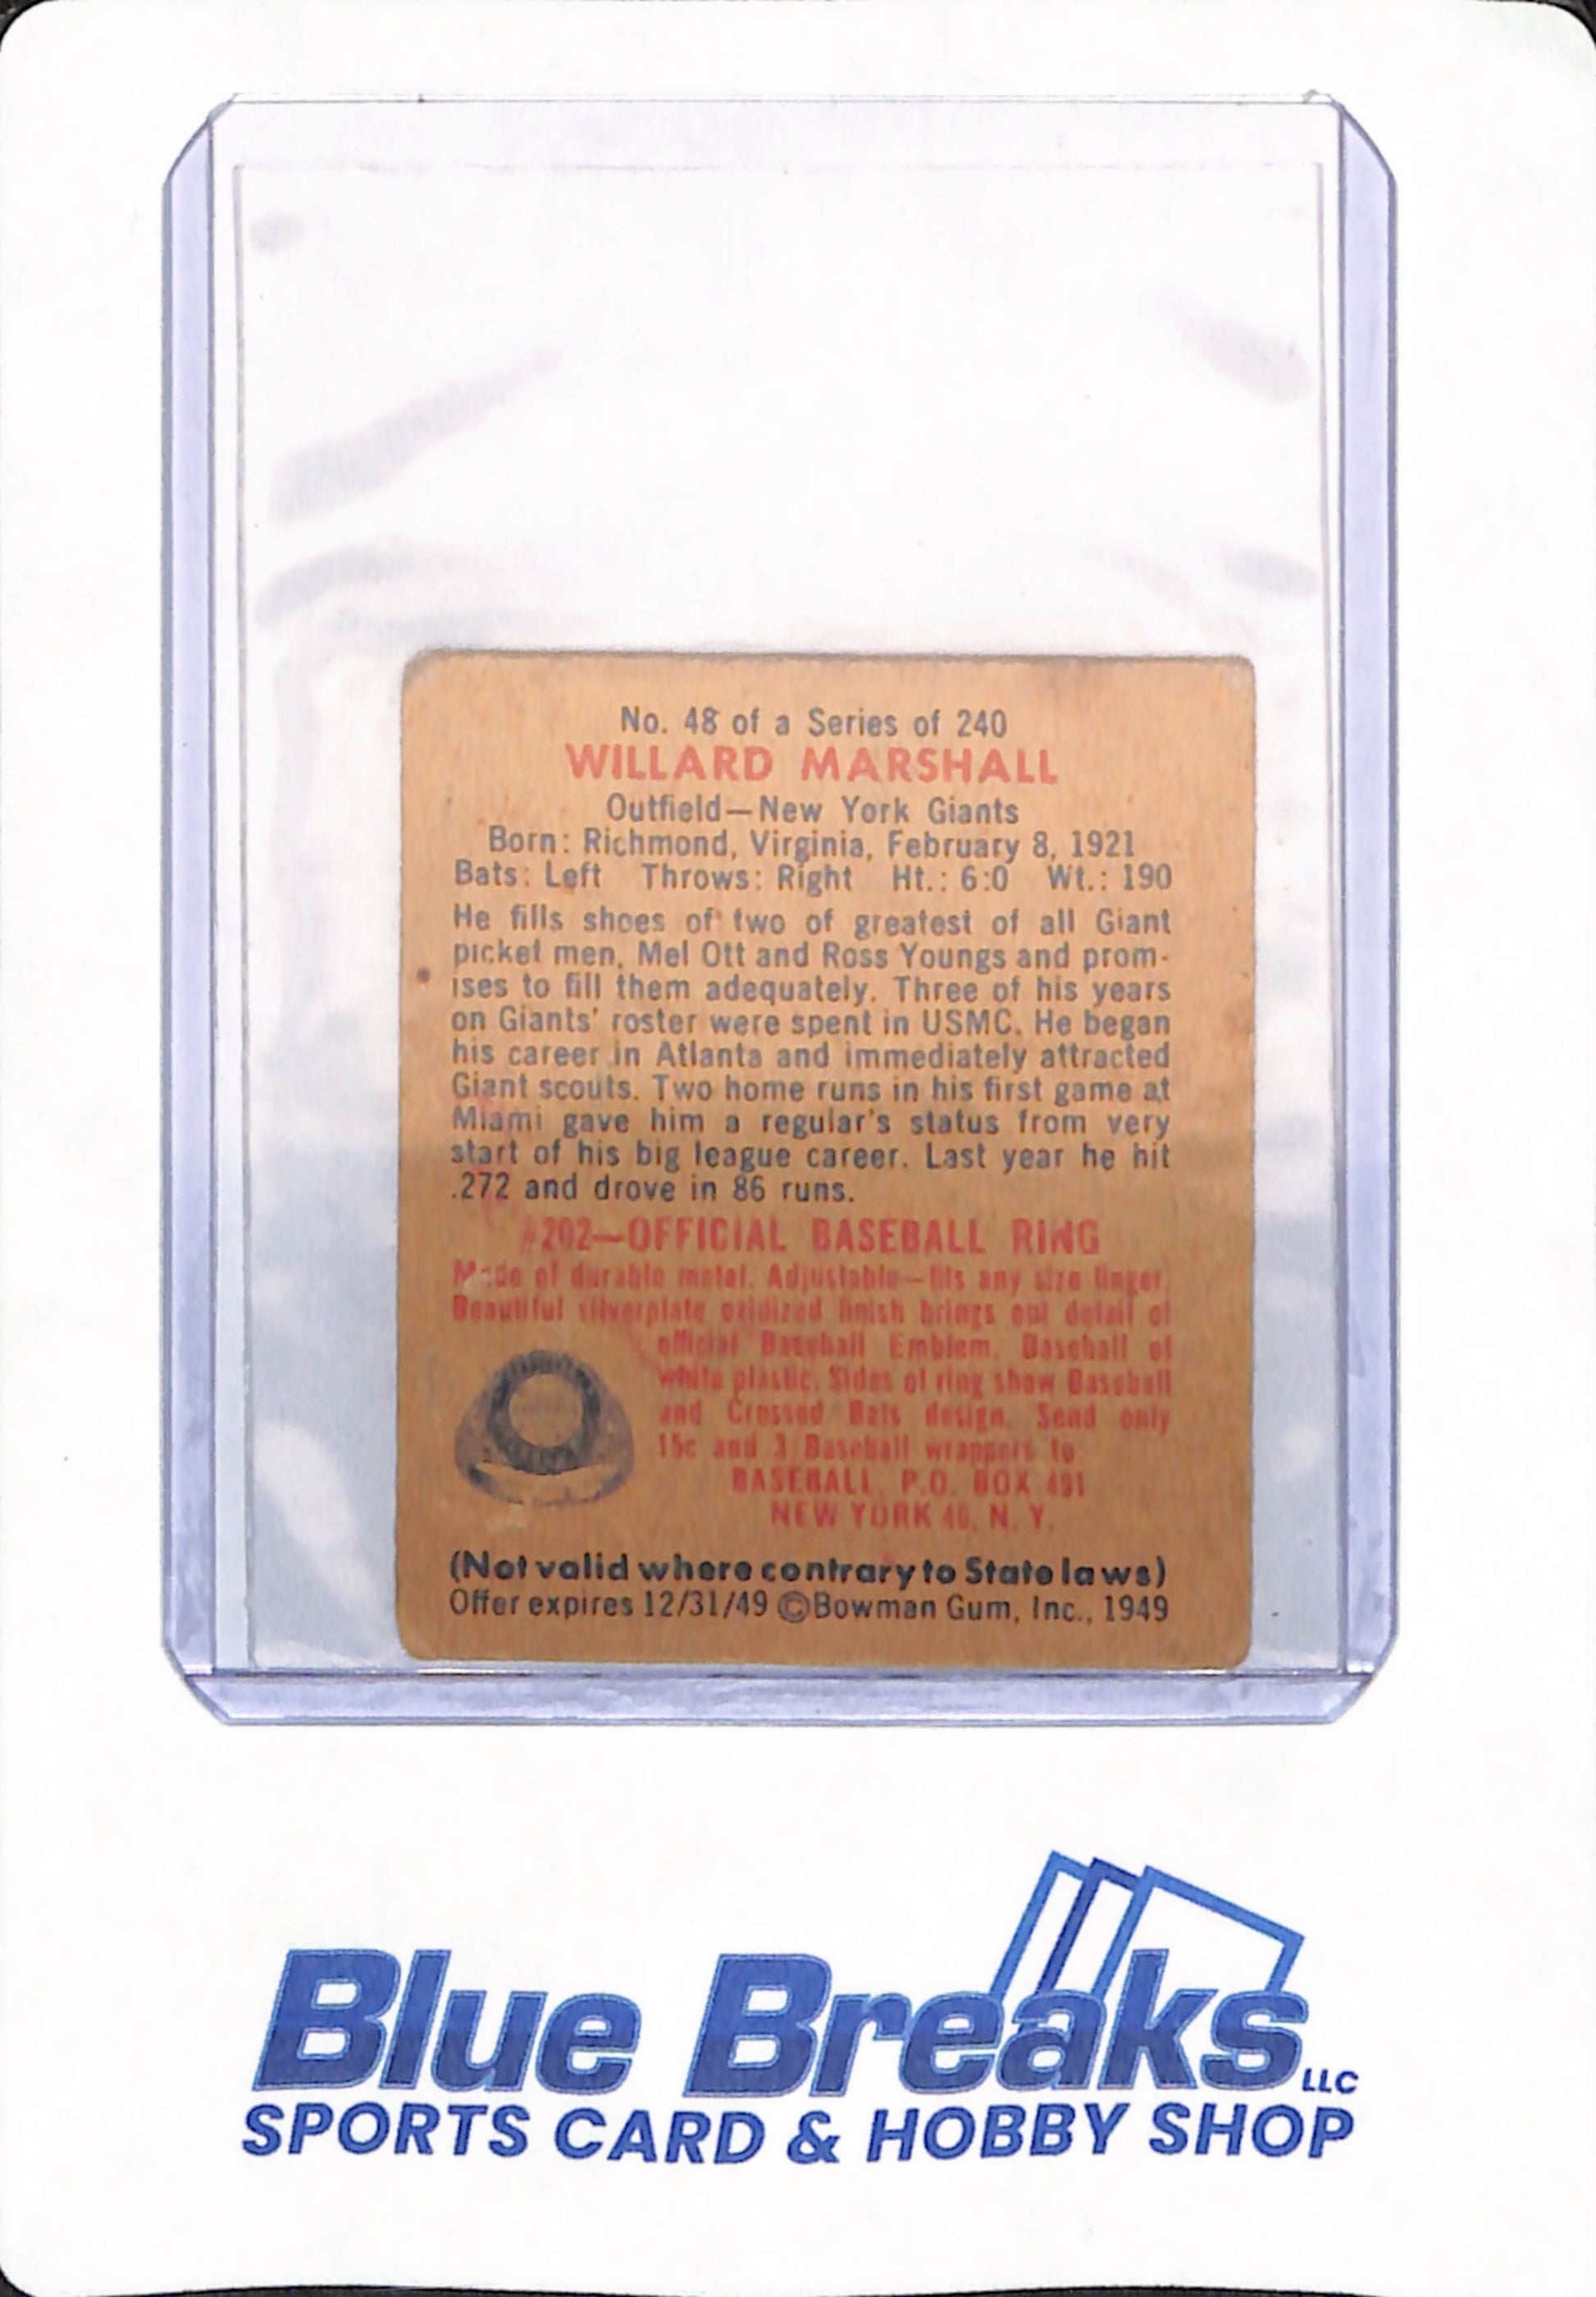 No. 48 of a Series of 240
WILLARD MARSHALL
Outfield—New York Giants
Born: Richmond, Virginia, February 8, 1921
Bats: Left Throws: Right Ht.: 6:0 Wt.: 190
He fills shoes of two of greatest of all Giant
picket men, Mel Ott and Ross Youngs and prom-
ises to fill them adequately. Three of his years
on Giants' roster were spent in USMC. He began
his career in Atlanta and immediately attracted
Giant scouts. Two home runs in his first game at
Miami gave him a regular's status from very
start of his big league career. Last year he hit
.272 and drove in 86 runs.
#202—OFFICIAL BASEBALL RING
Made of durable metal. Adjustable—fits any size finger.
Beautiful silverplate oxidized finish brings out detail of
official Baseball Emblem. Baseball of
white plastic. Sides of ring show Baseball
and Crossed Bats design. Send only
15c and 3 Baseball wrappers to
BASEBALL, P.O. BOX 491
NEW YORK 46, N. Y.
(Not valid where contrary to State laws)
Offer expires 12/31/49 ©Bowman Gum, Inc., 1949
Blue Breaks LLC
SPORTS CARD & HOBBY SHOP